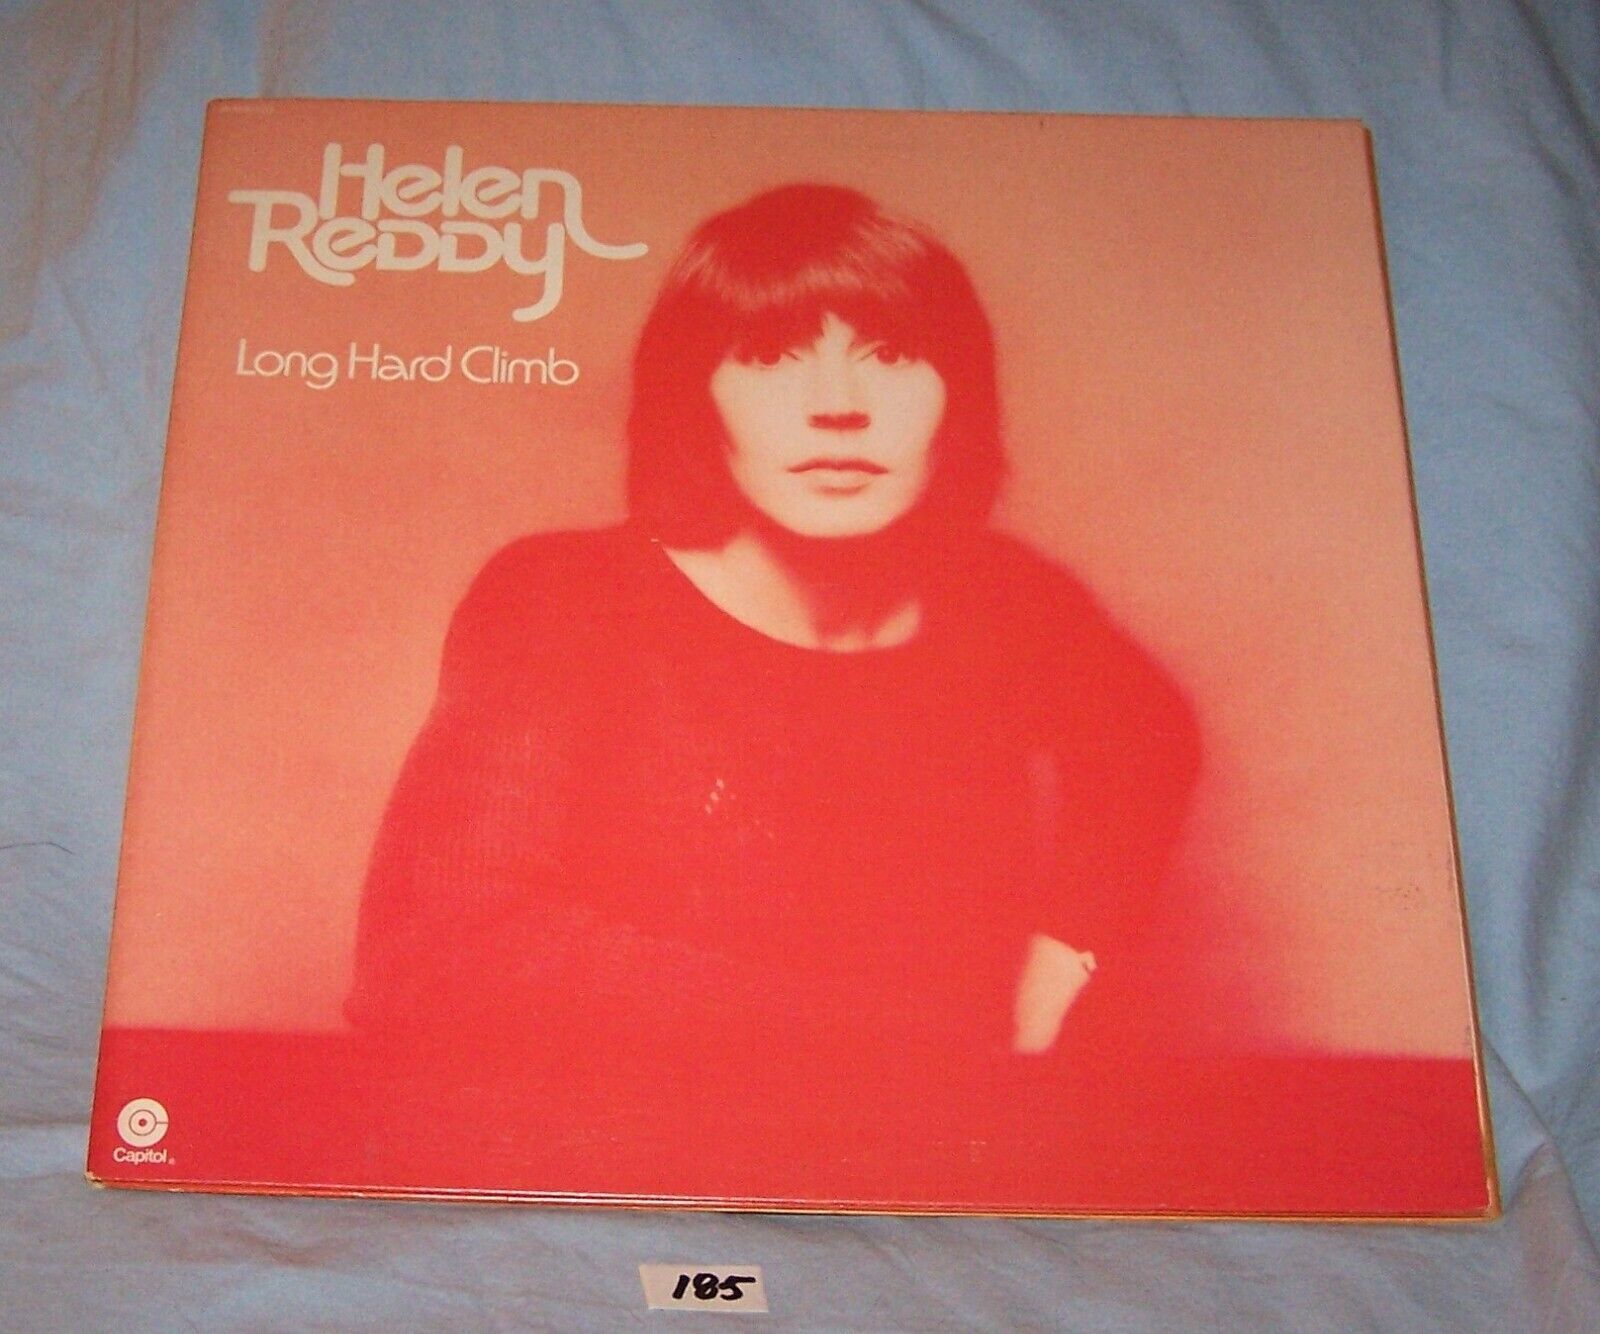 Helen
Reddy
Long Hard Climb
Capitol
185